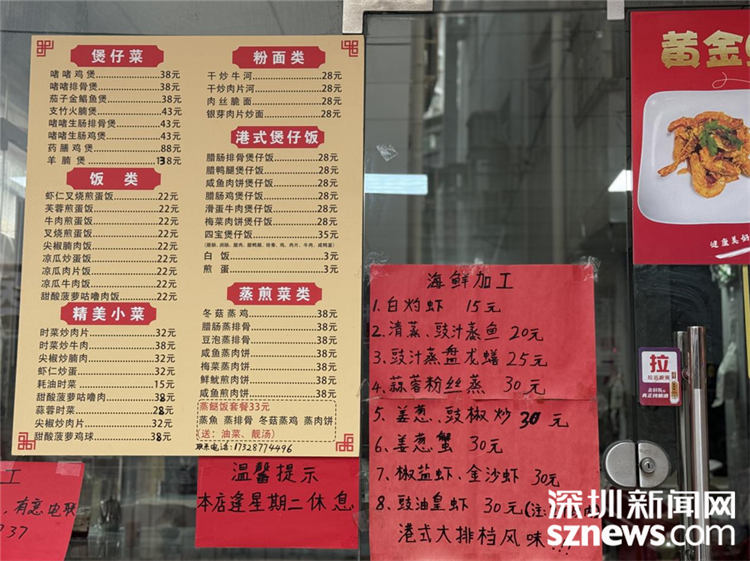 煲仔菜
啫啫鸡煲 38元
啫啫排骨煲 38元
茄子金鲳鱼煲 38元
支竹火腩煲 43元
啫啫生肠排骨煲 43元
啫啫生肠鸡煲 43元
药膳鸡煲 88元
羊腩煲 138元
饭类
虾仁叉烧煎蛋饭 22元
芙蓉煎蛋饭 22元
牛肉煎蛋饭 22元
叉烧煎蛋饭 22元
尖椒腩肉饭 22元
凉瓜炒蛋饭 22元
凉瓜肉片饭 22元
凉瓜牛肉饭 22元
甜酸菠萝咕噜肉饭 22元
精美小菜
时菜炒肉片 32元
时菜炒牛肉 38元
尖椒炒腩肉 32元
虾仁炒蛋 32元
耗油时菜 15元
甜酸菠萝咕噜肉 38元
蒜蓉时菜 28元
尖椒炒肉片 32元
甜酸菠萝鸡球 38元
粉面类
干炒牛河 28元
干炒肉片河 28元
肉丝脆面 28元
银芽肉片炒面 28元
港式煲仔饭
腊肠排骨煲仔饭 28元
腊鸭腿煲仔饭 28元
咸鱼肉饼煲仔饭 28元
腊肠鸡煲仔饭 28元
滑蛋牛肉煲仔饭 28元
梅菜肉饼煲仔饭 28元
四宝煲仔饭 35元
白饭 3元
煎蛋 3元
蒸煎菜类
冬菇蒸鸡 38元
腊肠蒸排骨 38元
豆泡蒸排骨 38元
咸鱼蒸肉饼 38元
梅菜蒸肉饼 38元
鲜鱿煎肉饼 38元
咸鱼煎肉饼 38元
蒸餸饭套餐33元
蒸鱼 蒸排骨 冬菇蒸鸡 蒸肉饼
(送：油菜、靓汤)
联系电话：17328774496
温馨提示
本店逢星期二休息
工
，有意电联
737
海鲜加工
1. 白灼虾 15元
2. 清蒸、豉汁蒸鱼 20元
3. 豉汁蒸盘龙鳝 25元
4. 蒜蓉粉丝蒸 30元
5、姜葱、豉椒炒 30元
6、姜葱蟹 30元
7、椒盐虾、金沙虾 30元
8、豉油皇虾 30元(注:
港式大排档风味!!!
黄金
健康美
拉
深圳新闻网
sznews.com